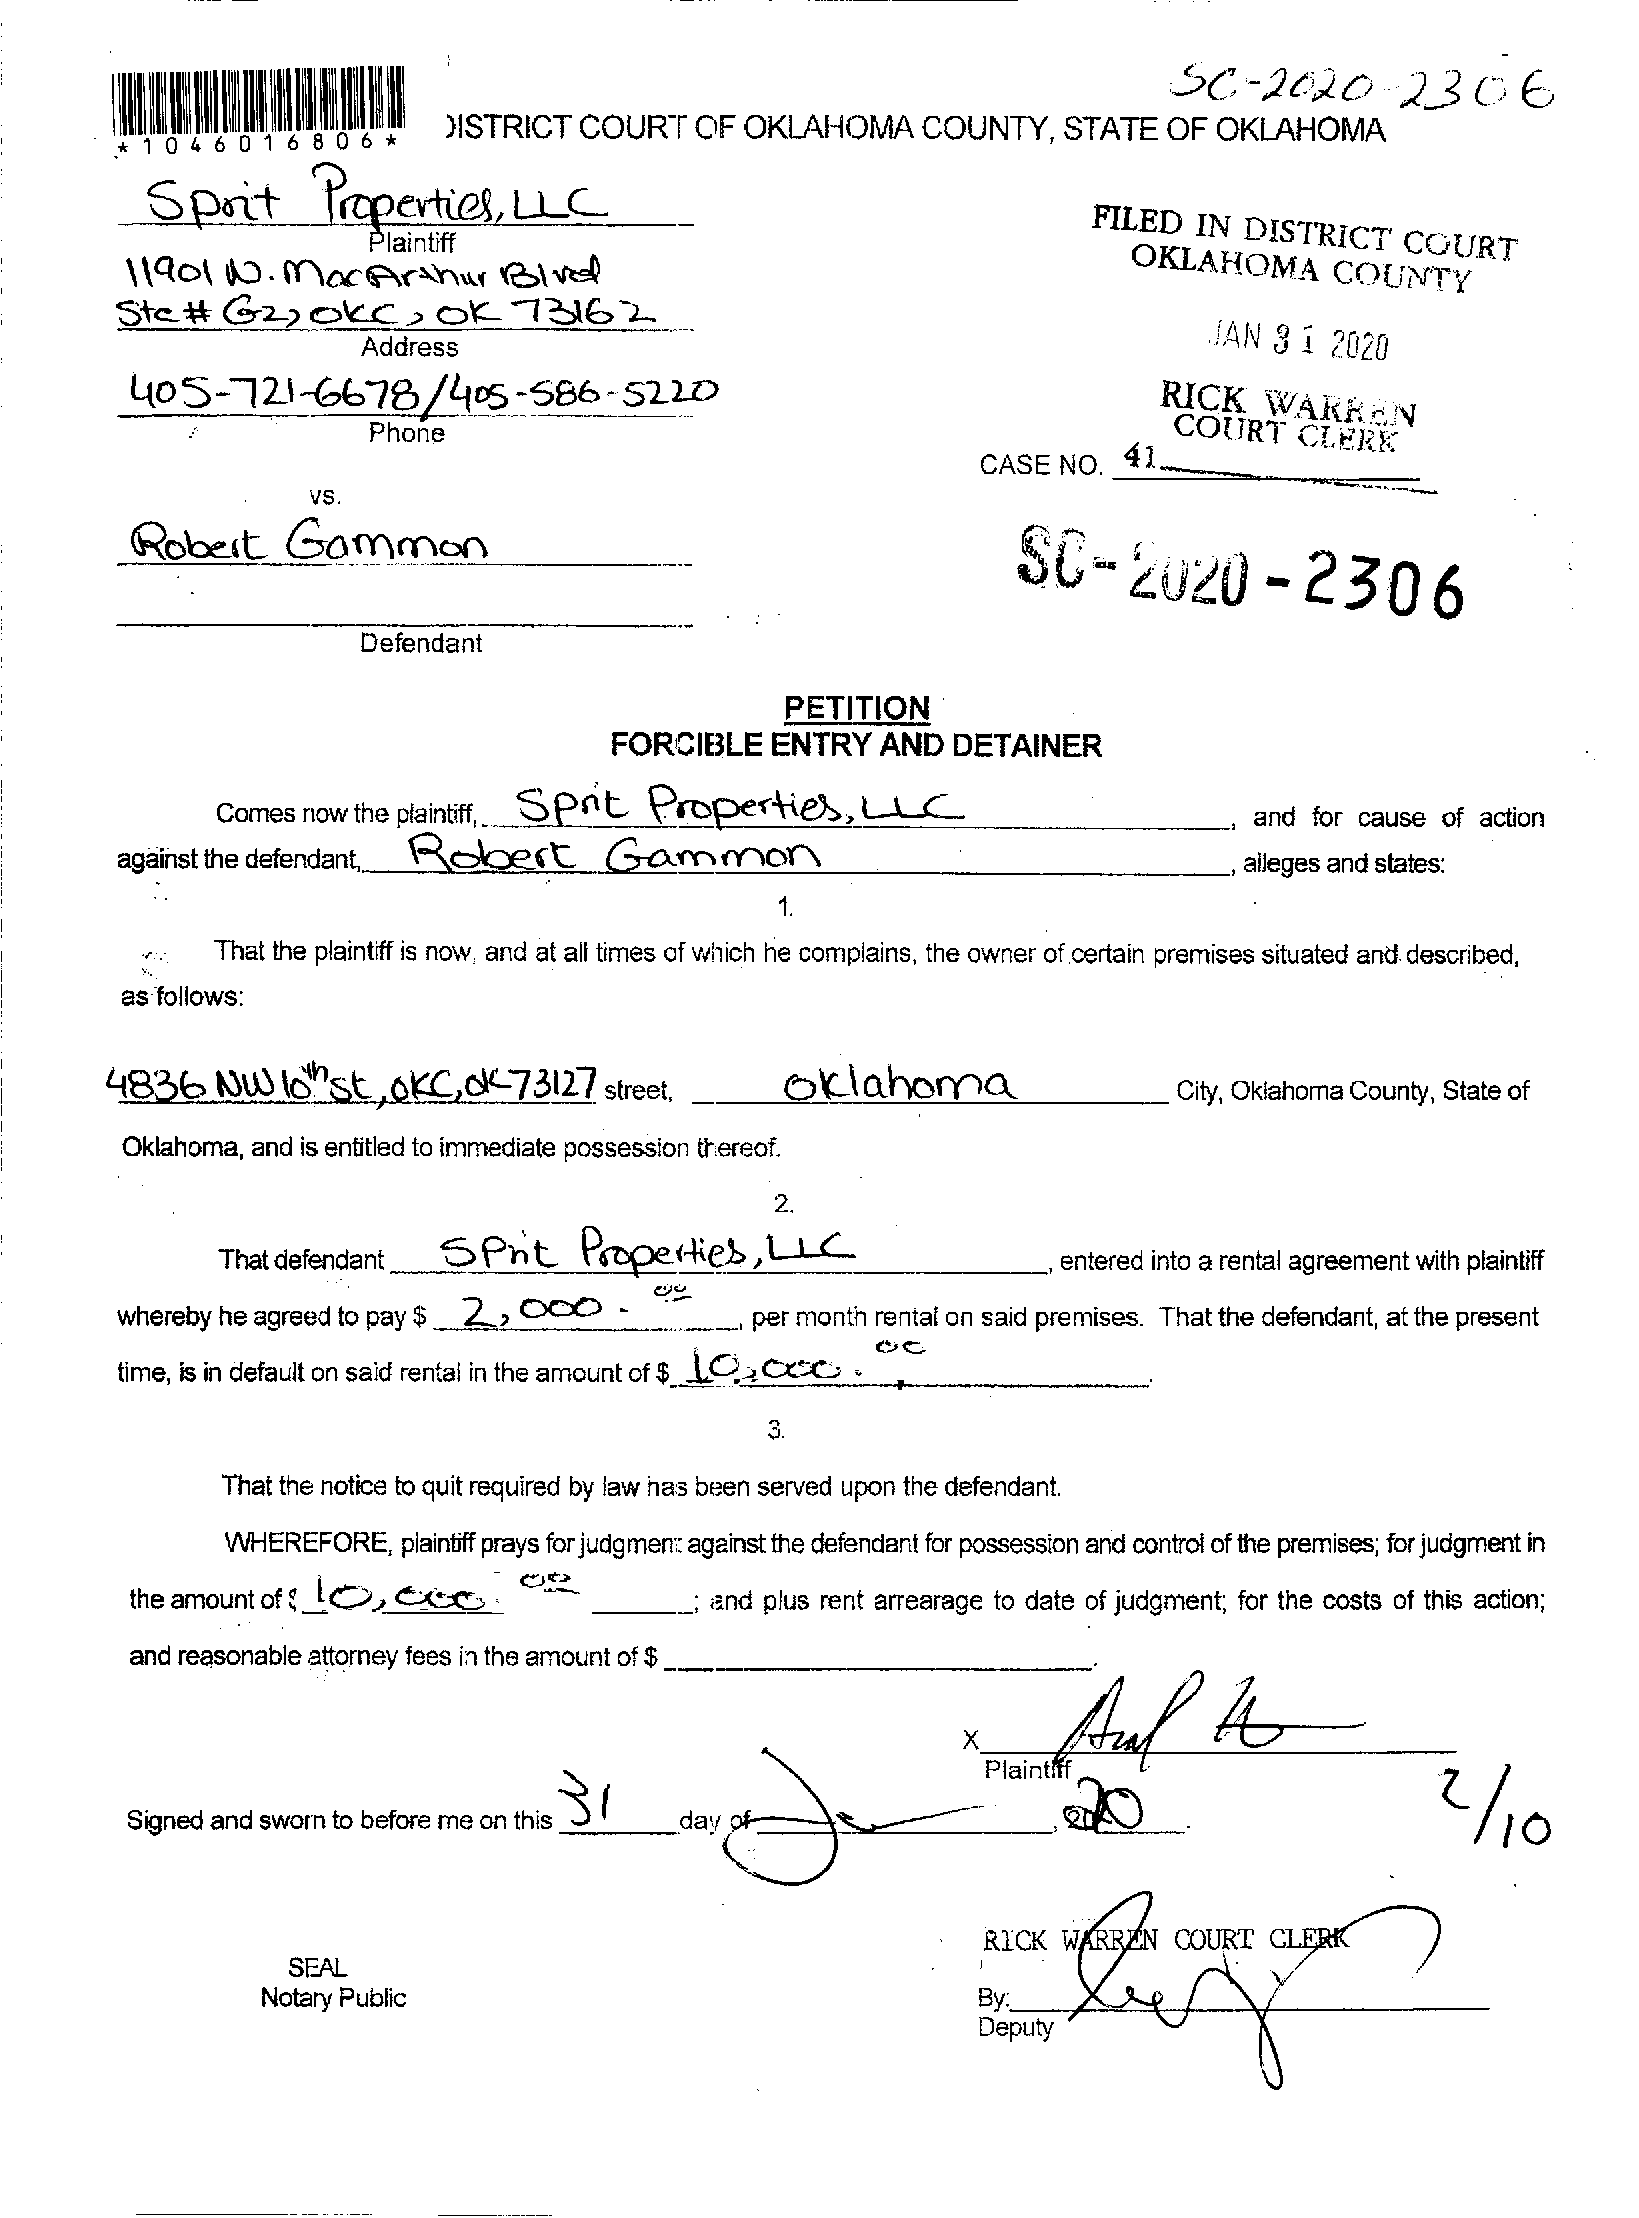 SC-2020-2306
*1046016806*
DISTRICT COURT OF OKLAHOMA COUNTY, STATE OF OKLAHOMA
Sprit Properties, LLC
Plaintiff
11901 N. MacArthur Blvd
Ste # G2, OKC, OK 73162
Address
405-721-6678/405-586-5220
Phone
FILED IN DISTRICT COURT
OKLAHOMA COUNTY
JAN 31 2020
RICK WARREN
COURT CLERK
CASE NO. 41
vs.
Robert Gammon
SC-2020-2306
Defendant
PETITION
FORCIBLE ENTRY AND DETAINER
Comes now the plaintiff, Sprit Properties, LLC, and for cause of action
against the defendant, Robert Gammon, alleges and states:
1.
That the plaintiff is now, and at all times of which he complains, the owner of certain premises situated and described,
as follows:
4836 NW 10th St, OKC, OK-73127 street, Oklahoma City, Oklahoma County, State of
Oklahoma, and is entitled to immediate possession thereof.
2.
That defendant Sprit Properties, LLC, entered into a rental agreement with plaintiff
whereby he agreed to pay $ 2,000.00, per month rental on said premises. That the defendant, at the present
time, is in default on said rental in the amount of $ 10,000.00.
3.
That the notice to quit required by law has been served upon the defendant.
WHEREFORE, plaintiff prays for judgment against the defendant for possession and control of the premises; for judgment in
the amount of $ 10,000.00; and plus rent arrearage to date of judgment; for the costs of this action;
and reasonable attorney fees in the amount of $
X
Plaintiff
2/10
Signed and sworn to before me on this 31 day of Jan, 2020.
RICK WARREN COURT CLERK
SEAL
Notary Public
By:
Deputy